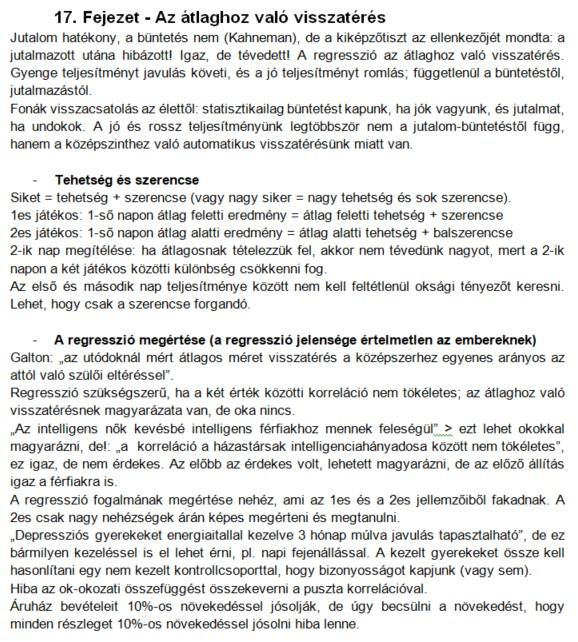 17. Fejezet - Az átlaghoz való visszatérés
Jutalom hatékony, a büntetés nem (Kahneman), de a kiképzőtiszt az ellenkezőjét mondta: a
jutalmazott utána hibázott! Igaz, de tévedett! A regresszió az átlaghoz való visszatérés.
Gyenge teljesítményt javulás követi, és a jó teljesítményt romlás; függetlenül a büntetéstől,
jutalmazástól.
Fonák visszacsatolás az élettől: statisztikailag büntetést kapunk, ha jók vagyunk, és jutalmat,
ha undokok. A jó és rossz teljesítményünk legtöbbször nem a jutalom-büntetéstől függ,
hanem a középszinthez való automatikus visszatérésünk miatt van.
- Tehetség és szerencse
Siket = tehetség + szerencse (vagy nagy siker = nagy tehetség és sok szerencse).
1es játékos: 1-ső napon átlag feletti eredmény = átlag feletti tehetség + szerencse
2es játékos: 1-ső napon átlag alatti eredmény = átlag alatti tehetség + balszerencse
2-ik nap megítélése: ha átlagosnak tételezzük fel, akkor nem tévedünk nagyot, mert a 2-ik
napon a két játékos közötti különbség csökkenni fog.
Az első és második nap teljesítménye között nem kell feltétlenül oksági tényezőt keresni.
Lehet, hogy csak a szerencse forgandó.
- A regresszió megértése (a regresszió jelensége értelmetlen az embereknek)
Galton: „az utódoknál mért átlagos méret visszatérés a középszerhez egyenes arányos az
attól való szülői eltéréssel”.
Regresszió szükségszerű, ha a két érték közötti korreláció nem tökéletes; az átlaghoz való
visszatérésnek magyarázata van, de oka nincs.
„Az intelligens nők kevésbé intelligens férfiakhoz mennek feleségül” > ezt lehet okokkal
magyarázni, de!: „a korreláció a házastársak intelligenciahányadosa között nem tökéletes”,
ez igaz, de nem érdekes. Az előbb az érdekes volt, lehetett magyarázni, de az előző állítás
igaz a férfiakra is.
A regresszió fogalmának megértése nehéz, ami az 1es és a 2es jellemzőiből fakadnak. A
2es csak nagy nehézségek árán képes megérteni és megtanulni.
„Depressziós gyerekeket energiaitallal kezelve 3 hónap múlva javulás tapasztalható”, de ez
bármilyen kezeléssel is el lehet érni, pl. napi fejenállással. A kezelt gyerekeket össze kell
hasonlítani egy nem kezelt kontrollcsoporttal, hogy bizonyosságot kapjunk (vagy sem).
Hiba az ok-okozati összefüggést összekeverni a puszta korrelációval.
Áruház bevételeit 10%-os növekedéssel jósolják, de úgy becsülni a növekedést, hogy
minden részleget 10%-os növekedéssel jósolni hiba lenne.